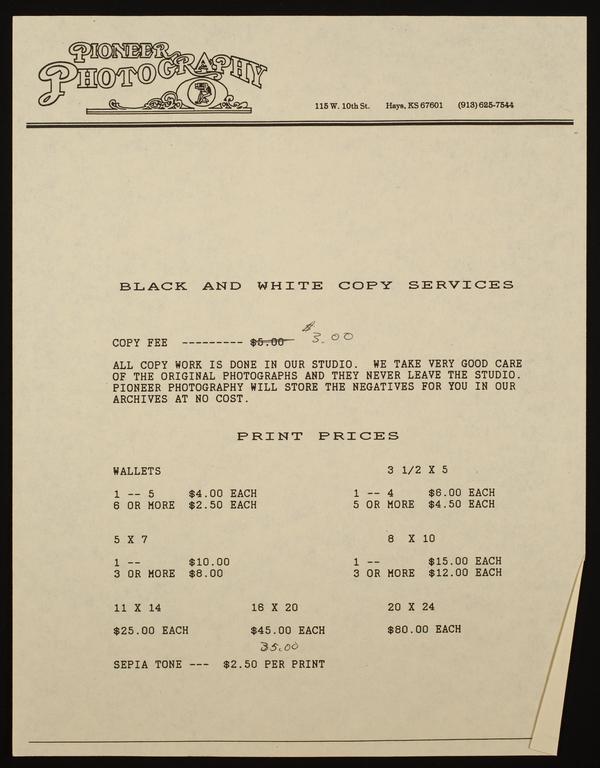 PIONEER
PHOTOGRAPHY
115 W. 10th St. Hays, KS 67601 (913) 625-7544
BLACK AND WHITE COPY SERVICES
COPY FEE --------- $5.00 $3.00
ALL COPY WORK IS DONE IN OUR STUDIO. WE TAKE VERY GOOD CARE
OF THE ORIGINAL PHOTOGRAPHS AND THEY NEVER LEAVE THE STUDIO.
PIONEER PHOTOGRAPHY WILL STORE THE NEGATIVES FOR YOU IN OUR
ARCHIVES AT NO COST.
PRINT PRICES
WALLETS 3 1/2 X 5
1 -- 5 $4.00 EACH 1 -- 4 $6.00 EACH
6 OR MORE $2.50 EACH 5 OR MORE $4.50 EACH
5 X 7 8 X 10
1 -- $10.00 1 -- $15.00 EACH
3 OR MORE $8.00 3 OR MORE $12.00 EACH
11 X 14 16 X 20 20 X 24
$25.00 EACH $45.00 EACH $80.00 EACH
35.00
SEPIA TONE --- $2.50 PER PRINT